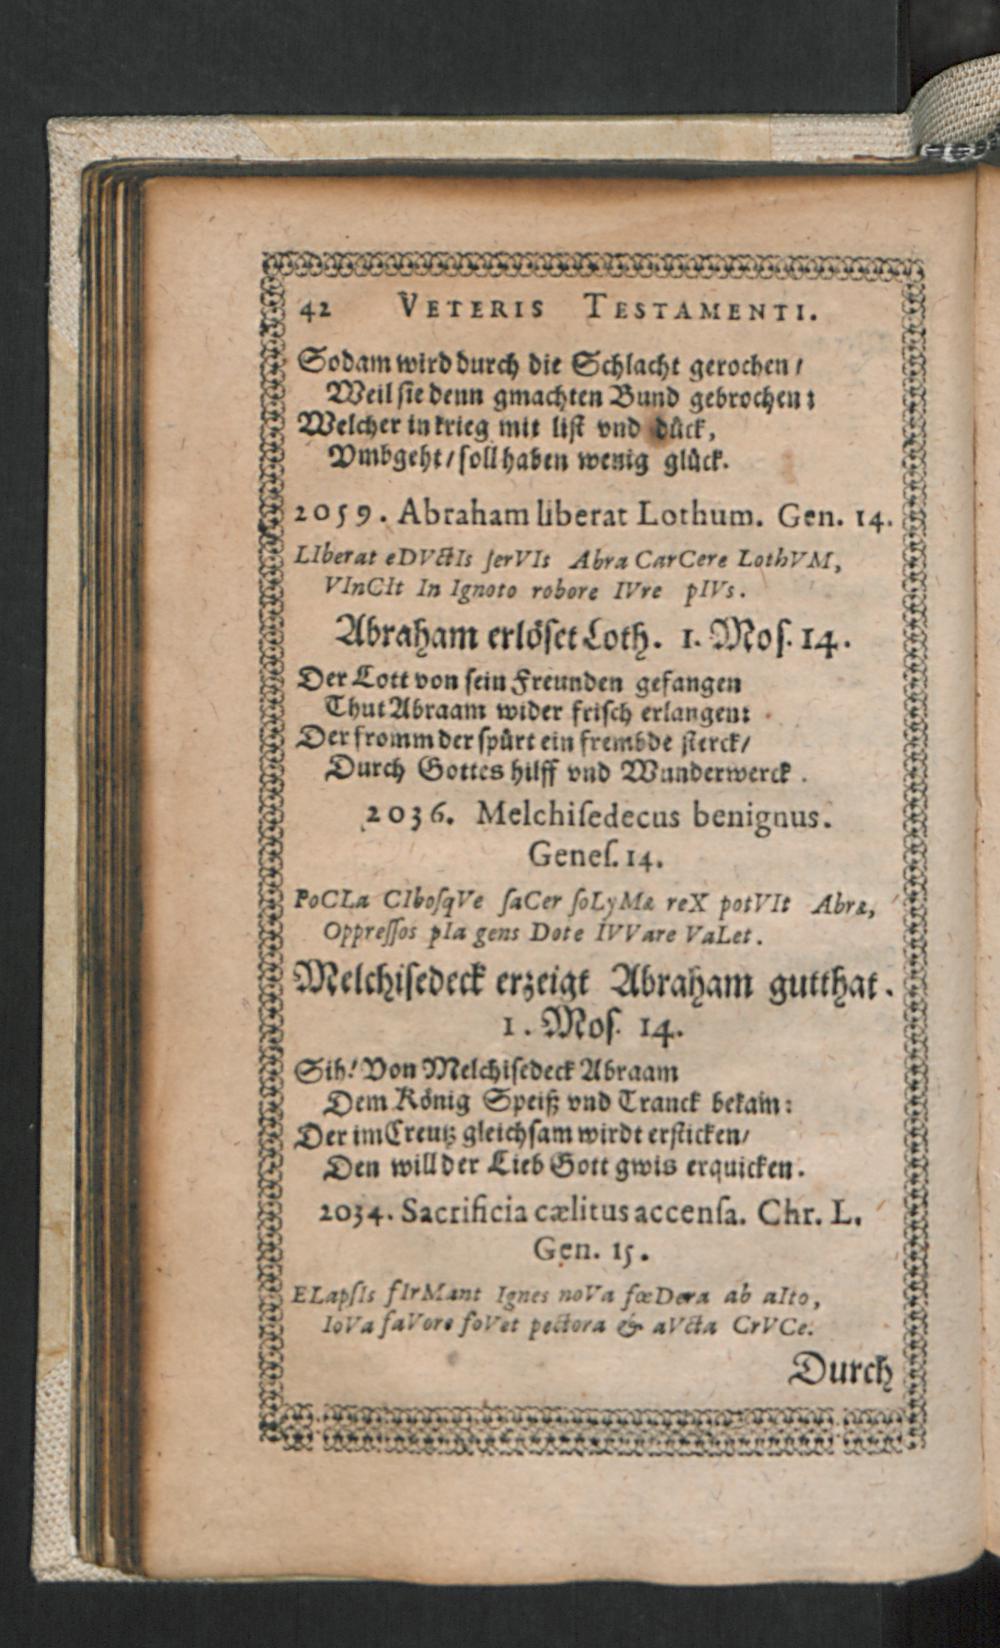 42 VETERIS TESTAMENTI.
Sodam wird durch die Schlacht gerochen /
Weil sie denn gmachten Bund gebrochen:
Welcher in krieg mit list vnd dück,
Vmbgeht / soll haben wenig glück.
2059. Abraham liberat Lothum. Gen. 14.
LIberat eDVctIs ſerVIs Abra CarCere LothVM,
VInCIt In Ignoto robore IVre pIVs.
Abraham erlöset Loth. 1. Mos. 14.
Der Lott von sein Freunden gefangen
Thut Abraam wider frisch erlangen:
Der fromm der spürt ein frembde sterck /
Durch Gottes hilff vnd Wunderwerck.
2036. Melchiſedecus benignus.
Geneſ. 14.
PoCLa CIboſqVe ſaCer ſoLyMæ reX potVIt Abræ,
Oppreſſos pIa gens Dote IVVare VaLet.
Melchisedeck erzeigt Abraham gutthat.
1. Mos. 14.
Sih! Von Melchisedeck Abraam
Dem König Speiß vnd Tranck bekam:
Der im Creutz gleichsam wirdt ersticken /
Den will der Lieb Gott gwis erquicken.
2034. Sacrificia cælitus accenſa. Chr. L.
Gen. 15.
ELapſIs fIrMant Ignes noVa fœDera ab alto,
IoVa faVore foVet pectora & aVcta CrVCe.
Durch